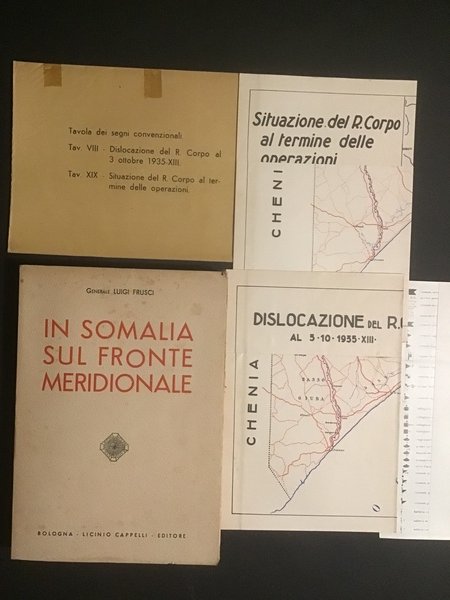 Tavola dei segni convenzionali
Tav. VIII - Dislocazione del R. Corpo al
3 ottobre 1935-XIII.
Tav. XIX - Situazione del R. Corpo al ter-
mine delle operazioni.
Situazione del R. Corpo
al termine delle
operazioni
CHENIA
GENERALE LUIGI FRUSCI
IN SOMALIA
SUL FRONTE
MERIDIONALE
BOLOGNA - LICINIO CAPPELLI - EDITORE
DISLOCAZIONE DEL R.C
AL 3·10·1935·XIII·
CHENIA
BASSO
GIUBA